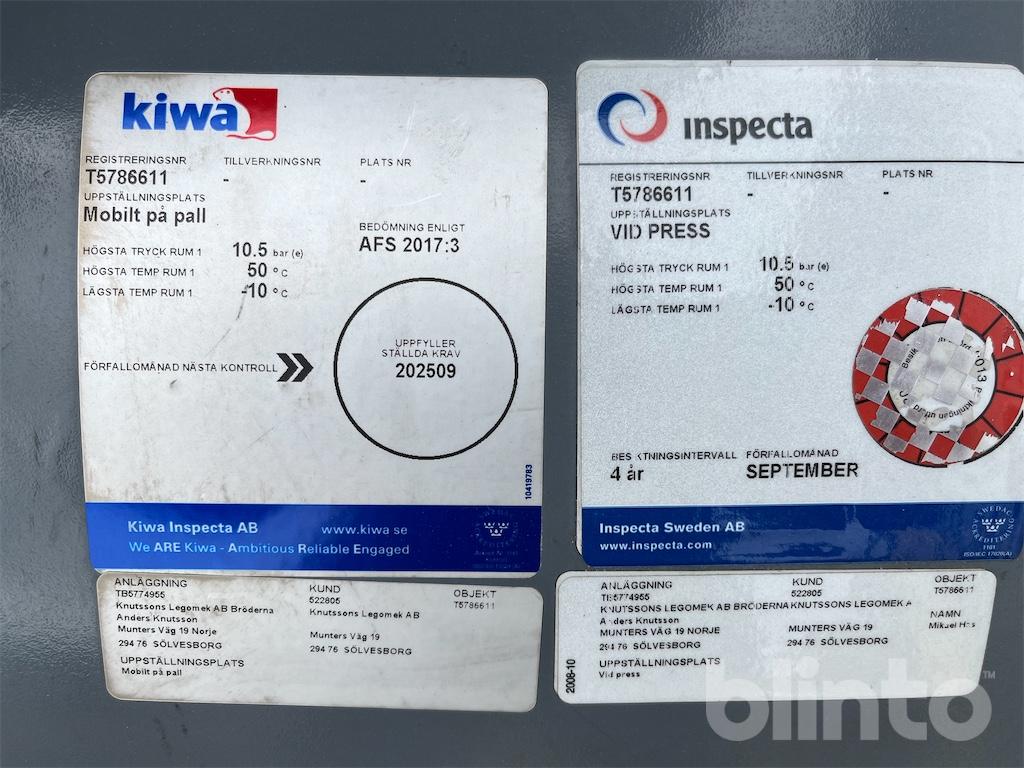 kiwa
REGISTRERINGSNR TILLVERKNINGSNR PLATS NR
T5786611 - -
UPPSTÄLLNINGSPLATS
Mobilt på pall
BEDÖMNING ENLIGT
AFS 2017:3
HÖGSTA TRYCK RUM 1 10.5 bar (e)
HÖGSTA TEMP RUM 1 50 °C
LÄGSTA TEMP RUM 1 -10 °C
UPPFYLLER
STÄLLDA KRAV
202509
FÖRFALLOMÅNAD NÄSTA KONTROLL
10419783
Kiwa Inspecta AB www.kiwa.se
We ARE Kiwa - Ambitious Reliable Engaged
ANLÄGGNING KUND OBJEKT
TB5774955 522805 T5786611
Knutssons Legomek AB Bröderna Knutssons Legomek AB
Anders Knutsson
Munters Väg 19 Norje Munters Väg 19
294 76 SÖLVESBORG 294 76 SÖLVESBORG
UPPSTÄLLNINGSPLATS
Mobilt på pall
inspecta
REGISTRERINGSNR TILLVERKNINGSNR PLATS NR
T5786611 - -
UPPSTÄLLNINGSPLATS
VID PRESS
HÖGSTA TRYCK RUM 1 10.5 bar (e)
HÖGSTA TEMP RUM 1 50 °C
LÄGSTA TEMP RUM 1 -10 °C
BESIKTNINGSINTERVALL FÖRFALLOMÅNAD
4 år SEPTEMBER
Inspecta Sweden AB
www.inspecta.com
SWEDAC
ACKREDITERING
1101
ISO/IEC 17020(A)
ANLÄGGNING KUND OBJEKT
TB5774955 522805 T5786611
KNUTSSONS LEGOMEK AB BRÖDERNA KNUTSSONS LEGOMEK A
Anders Knutsson NAMN
MUNTERS VÄG 19 NORJE MUNTERS VÄG 19 Mikael
294 76 SÖLVESBORG 294 76 SÖLVESBORG
UPPSTÄLLNINGSPLATS
Vid press
2008-10
blinto™